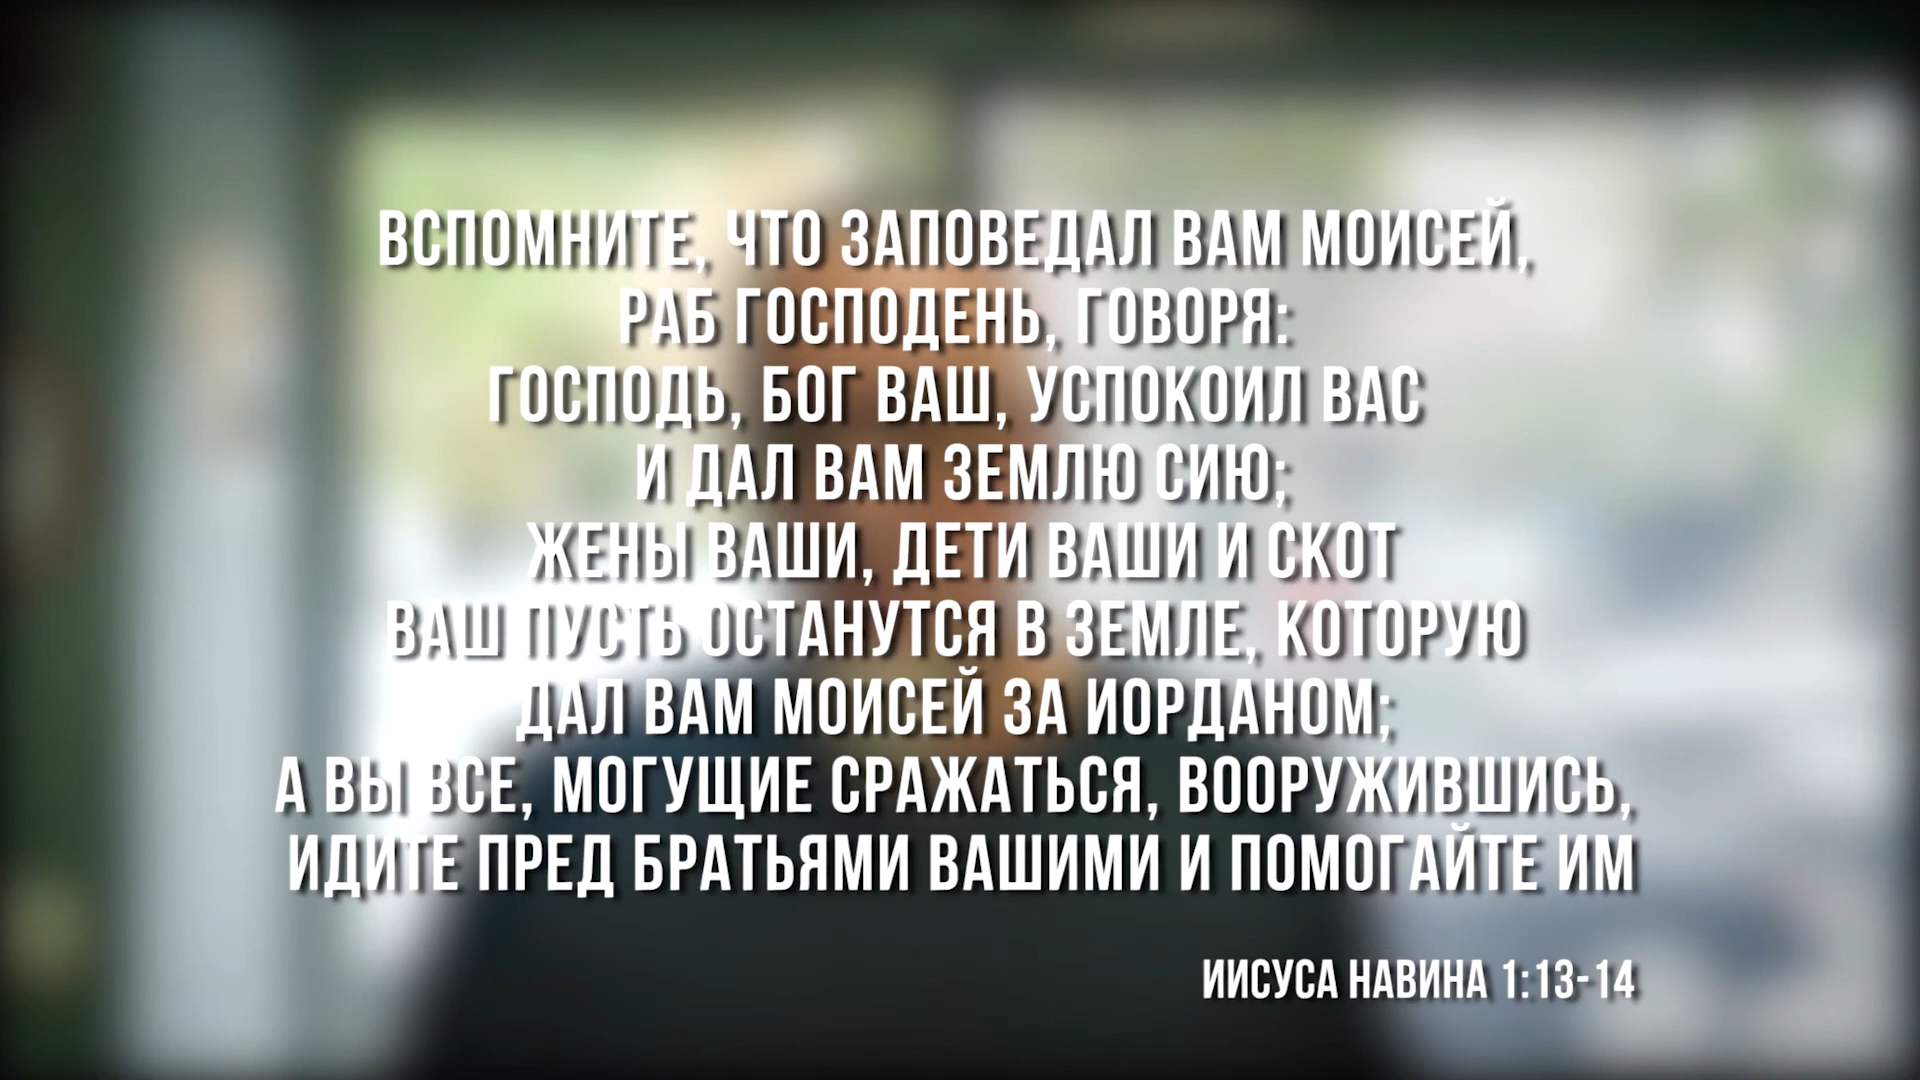 ВСПОМНИТЕ, ЧТО ЗАПОВЕДАЛ ВАМ МОИСЕЙ,
РАБ ГОСПОДЕНЬ, ГОВОРЯ:
ГОСПОДЬ, БОГ ВАШ, УСПОКОИЛ ВАС
И ДАЛ ВАМ ЗЕМЛЮ СИЮ;
ЖЕНЫ ВАШИ, ДЕТИ ВАШИ И СКОТ
ВАШ ПУСТЬ ОСТАНУТСЯ В ЗЕМЛЕ, КОТОРУЮ
ДАЛ ВАМ МОИСЕЙ ЗА ИОРДАНОМ;
А ВЫ ВСЕ, МОГУЩИЕ СРАЖАТЬСЯ, ВООРУЖИВШИСЬ,
ИДИТЕ ПРЕД БРАТЬЯМИ ВАШИМИ И ПОМОГАЙТЕ ИМ
ИИСУСА НАВИНА 1:13-14